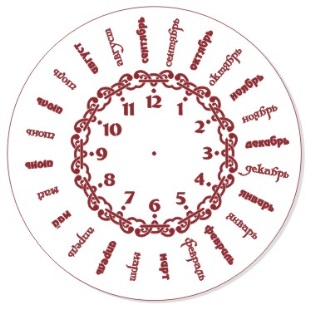 сентябрь
сентябрь
октябрь
октябрь
ноябрь
ноябрь
декабрь
декабрь
январь
январь
февраль
февраль
март
март
апрель
апрель
май
май
июнь
июнь
июль
июль
август
август
12
1
2
3
4
5
6
7
8
9
10
11